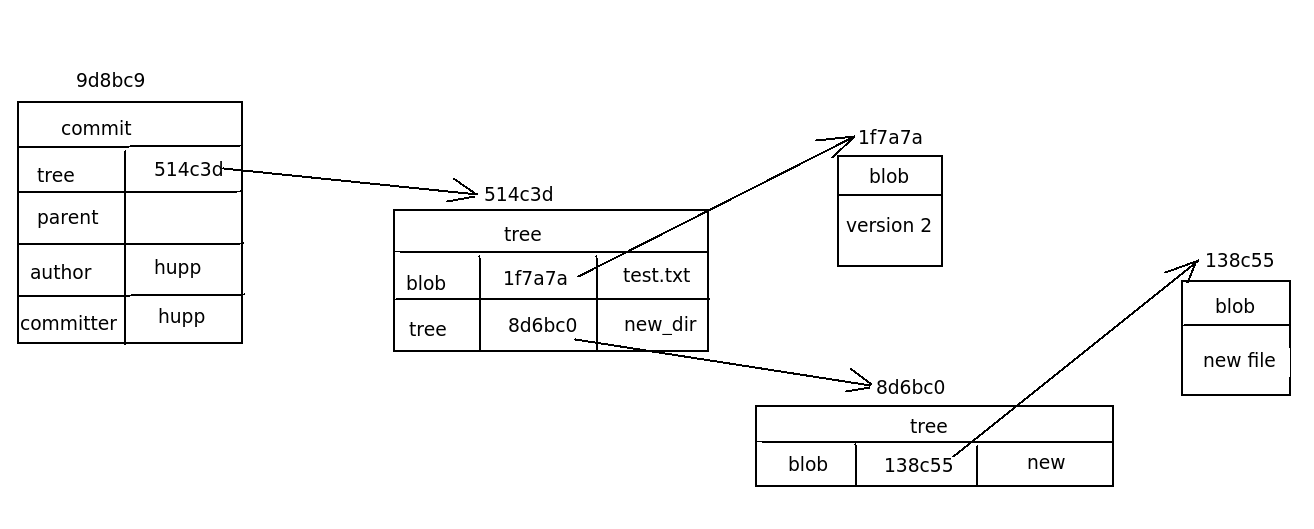 9d8bc9
commit
tree 514c3d
parent
author hupp
committer hupp
514c3d
tree
blob 1f7a7a test.txt
tree 8d6bc0 new_dir
1f7a7a
blob
version 2
8d6bc0
tree
blob 138c55 new
138c55
blob
new file